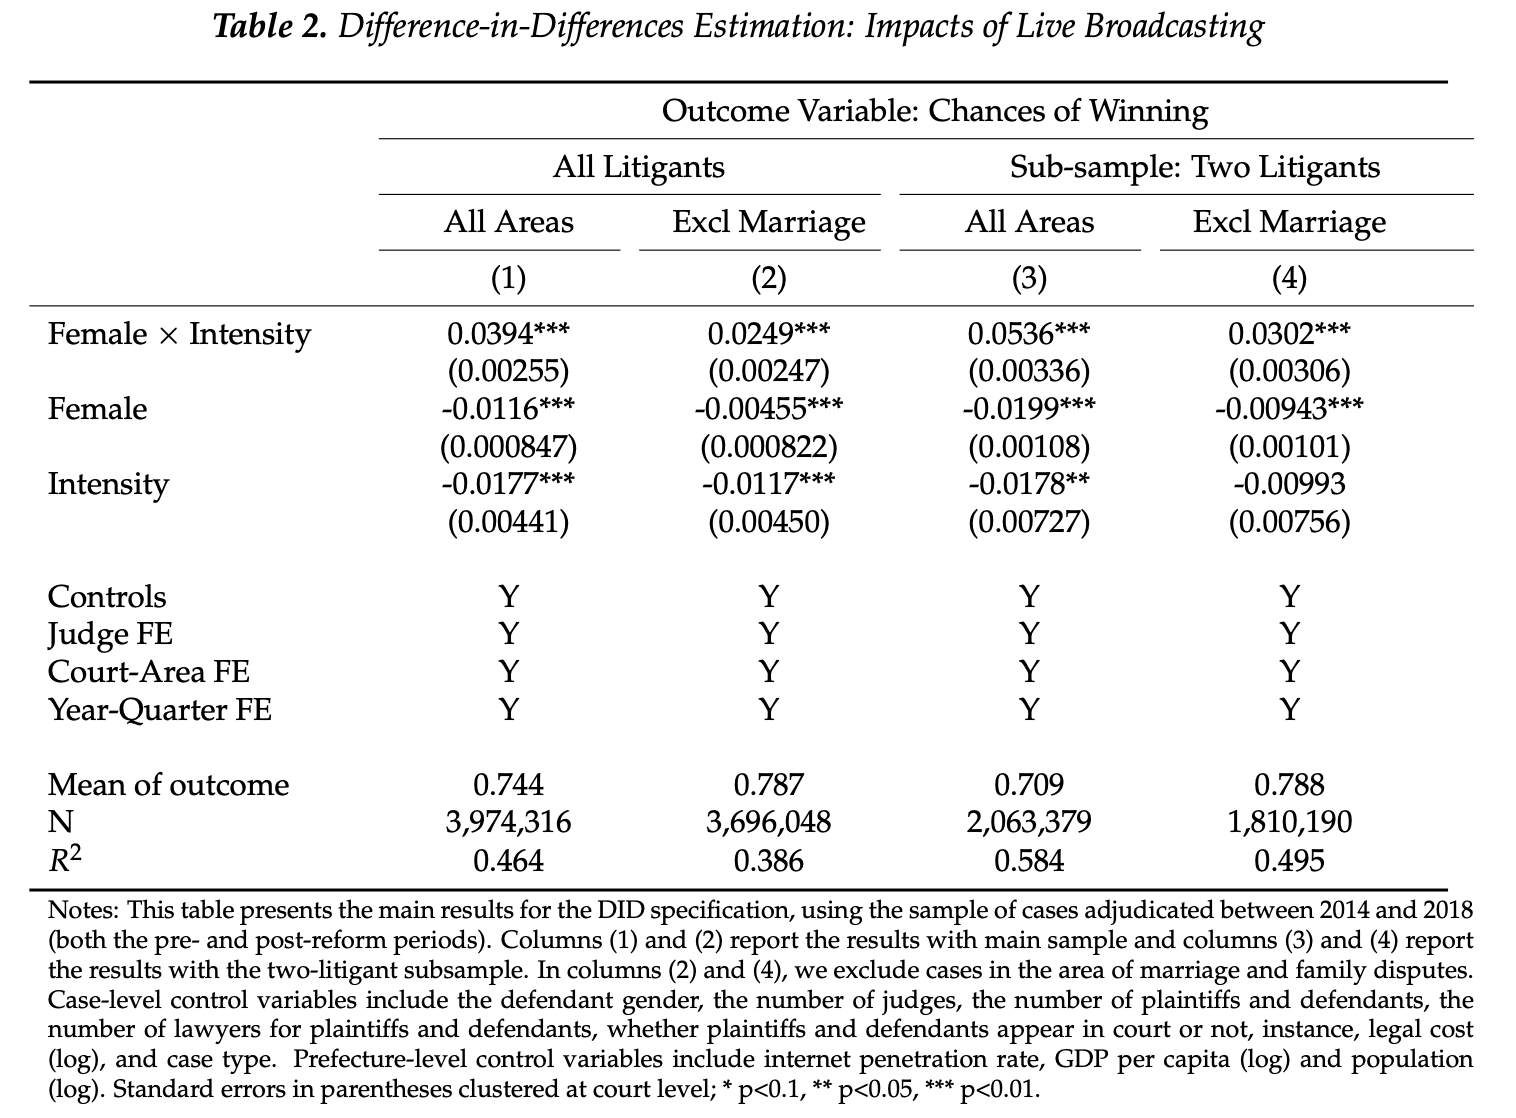 Table 2. Difference-in-Differences Estimation: Impacts of Live Broadcasting
Outcome Variable: Chances of Winning
All Litigants Sub-sample: Two Litigants
All Areas Excl Marriage All Areas Excl Marriage
(1) (2) (3) (4)
Female × Intensity 0.0394*** 0.0249*** 0.0536*** 0.0302***
(0.00255) (0.00247) (0.00336) (0.00306)
Female -0.0116*** -0.00455*** -0.0199*** -0.00943***
(0.000847) (0.000822) (0.00108) (0.00101)
Intensity -0.0177*** -0.0117*** -0.0178** -0.00993
(0.00441) (0.00450) (0.00727) (0.00756)
Controls Y Y Y Y
Judge FE Y Y Y Y
Court-Area FE Y Y Y Y
Year-Quarter FE Y Y Y Y
Mean of outcome 0.744 0.787 0.709 0.788
N 3,974,316 3,696,048 2,063,379 1,810,190
R² 0.464 0.386 0.584 0.495
Notes: This table presents the main results for the DID specification, using the sample of cases adjudicated between 2014 and 2018
(both the pre- and post-reform periods). Columns (1) and (2) report the results with main sample and columns (3) and (4) report
the results with the two-litigant subsample. In columns (2) and (4), we exclude cases in the area of marriage and family disputes.
Case-level control variables include the defendant gender, the number of judges, the number of plaintiffs and defendants, the
number of lawyers for plaintiffs and defendants, whether plaintiffs and defendants appear in court or not, instance, legal cost
(log), and case type. Prefecture-level control variables include internet penetration rate, GDP per capita (log) and population
(log). Standard errors in parentheses clustered at court level; * p<0.1, ** p<0.05, *** p<0.01.